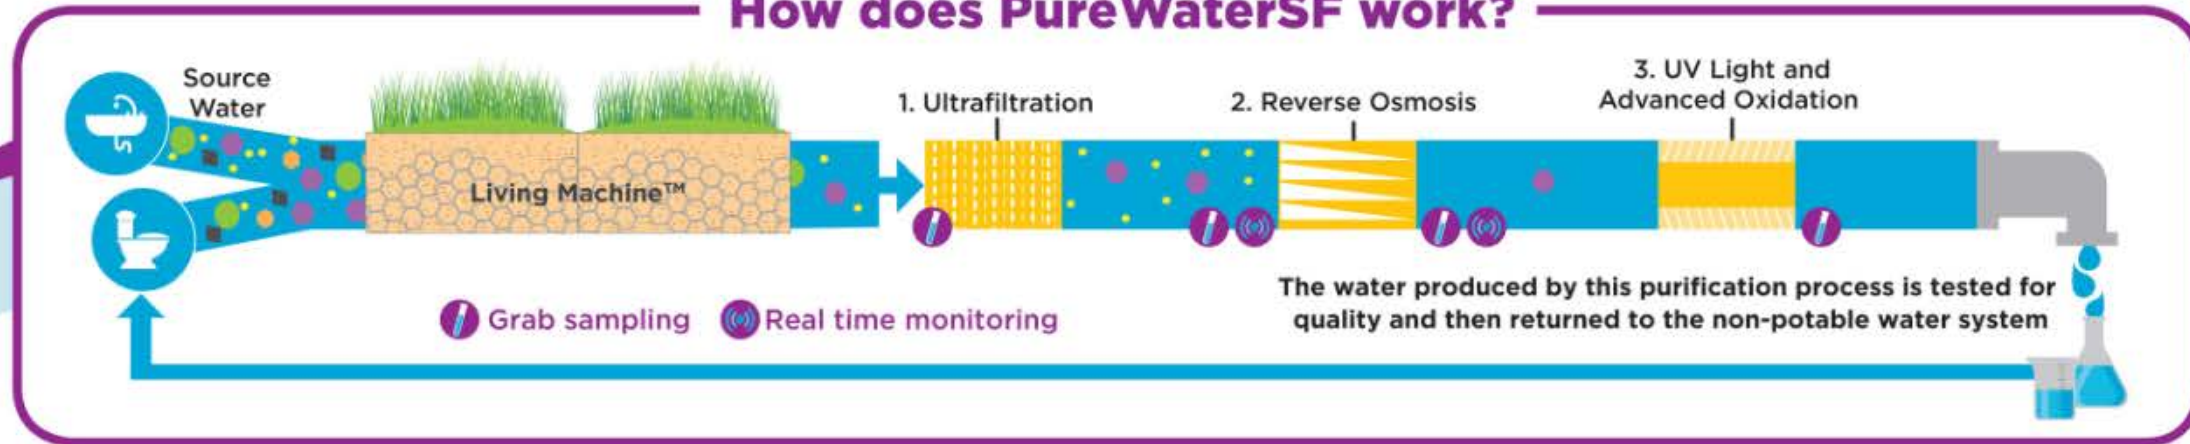 How does PureWaterSF work?
Source
Water
Living Machine™
1. Ultrafiltration
2. Reverse Osmosis
3. UV Light and
Advanced Oxidation
Grab sampling
Real time monitoring
The water produced by this purification process is tested for
quality and then returned to the non-potable water system